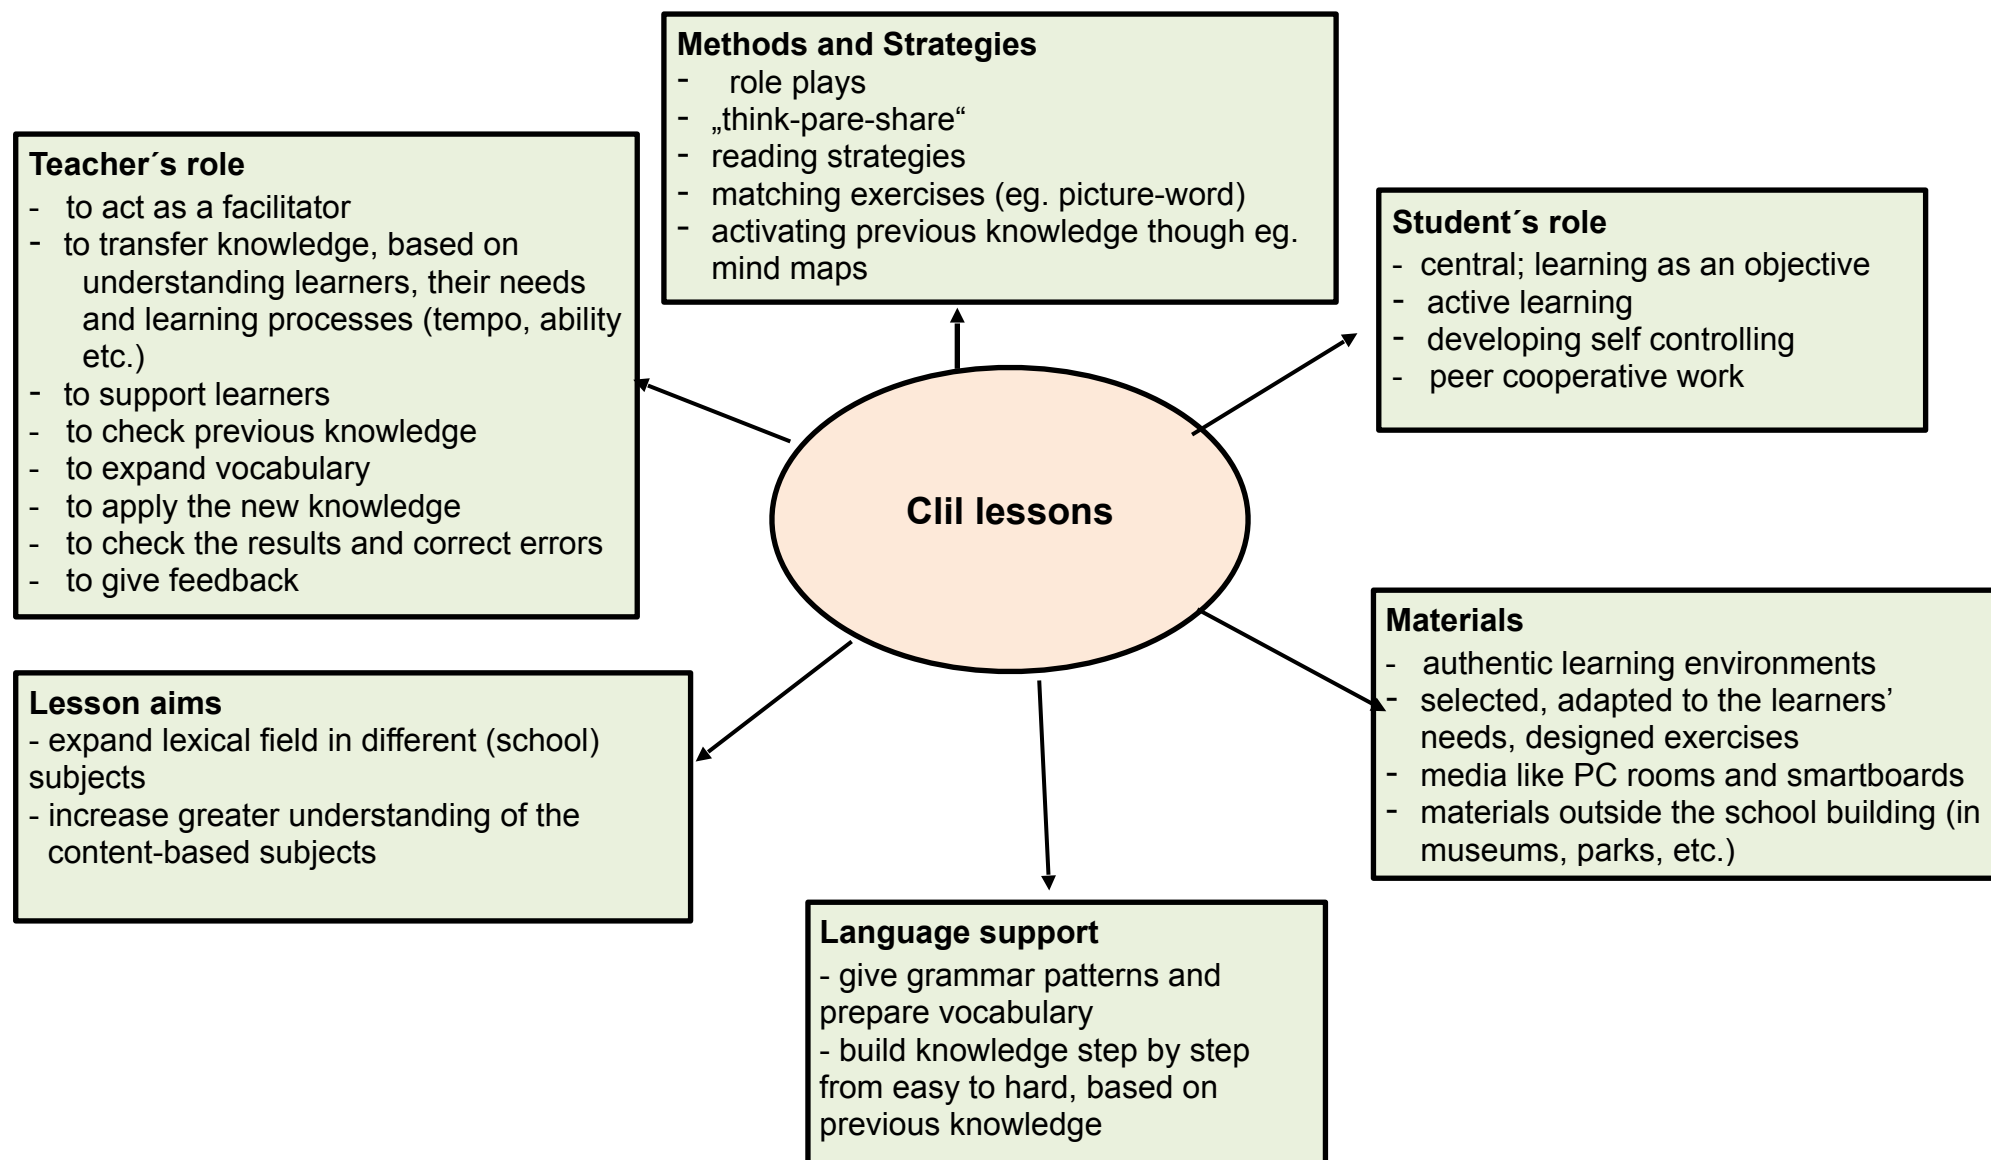 Methods and Strategies
- role plays
- „think-pare-share“
- reading strategies
- matching exercises (eg. picture-word)
- activating previous knowledge though eg.
mind maps
Teacher´s role
- to act as a facilitator
- to transfer knowledge, based on
understanding learners, their needs
and learning processes (tempo, ability
etc.)
- to support learners
- to check previous knowledge
- to expand vocabulary
- to apply the new knowledge
- to check the results and correct errors
- to give feedback
Student´s role
- central; learning as an objective
- active learning
- developing self controlling
- peer cooperative work
Clil lessons
Materials
- authentic learning environments
- selected, adapted to the learners’
needs, designed exercises
- media like PC rooms and smartboards
- materials outside the school building (in
museums, parks, etc.)
Lesson aims
- expand lexical field in different (school)
subjects
- increase greater understanding of the
content-based subjects
Language support
- give grammar patterns and
prepare vocabulary
- build knowledge step by step
from easy to hard, based on
previous knowledge